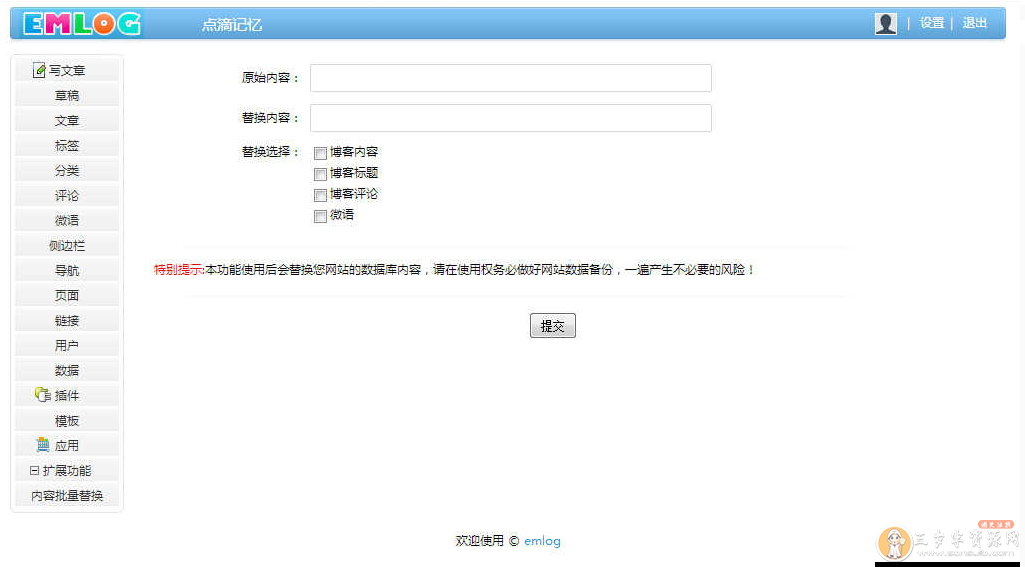 EMLOG 点滴记忆 | 设置 | 退出
写文章
草稿
文章
标签
分类
评论
微语
侧边栏
导航
页面
链接
用户
数据
插件
模板
应用
扩展功能
内容批量替换
原始内容：
替换内容：
替换选择：
博客内容
博客标题
博客评论
微语
特别提示:本功能使用后会替换您网站的数据库内容，请在使用权务必做好网站数据备份，一遍产生不必要的风险！
提交
欢迎使用 © emlog
三步学资源网